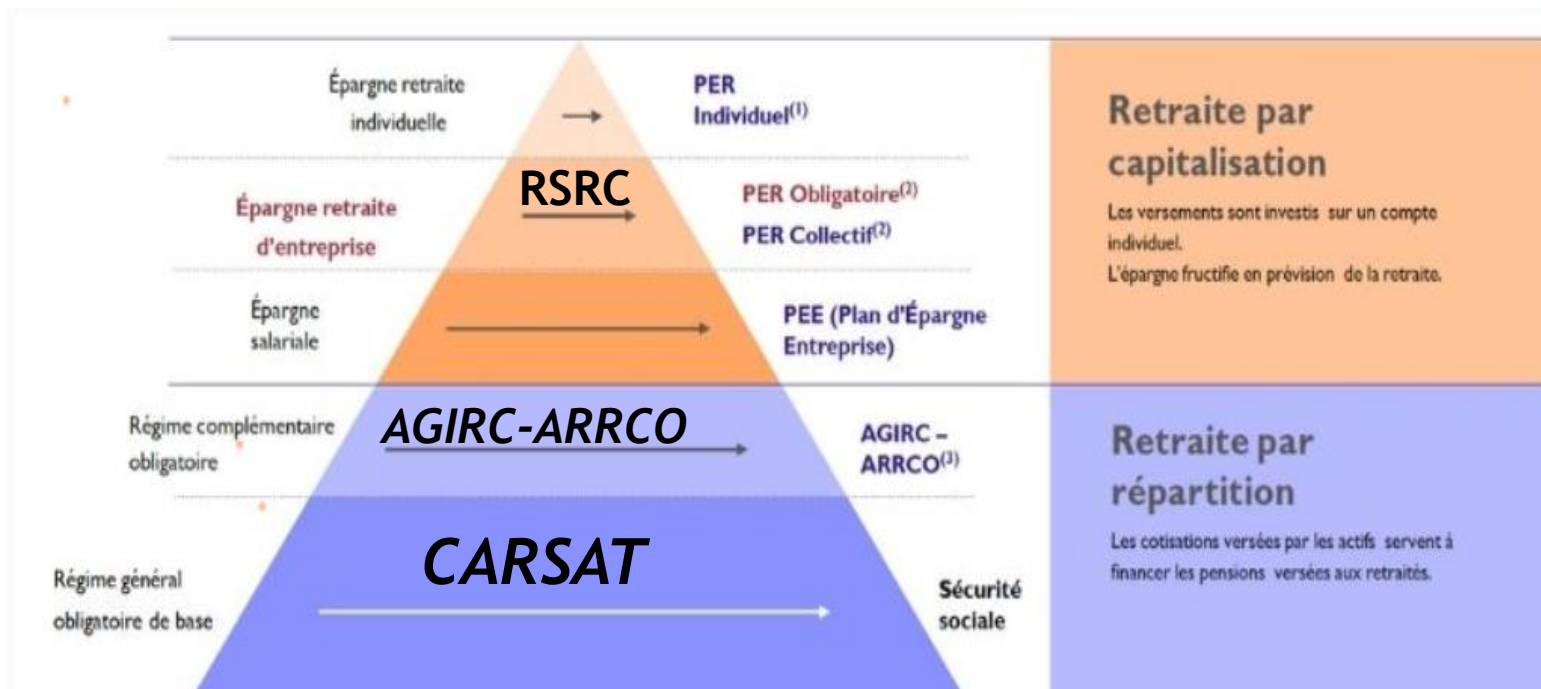 Épargne retraite
individuelle
PER
Individuel(1)
RSRC
Épargne retraite
d'entreprise
PER Obligatoire(2)
PER Collectif(2)
Épargne
salariale
PEE (Plan d'Épargne
Entreprise)
Retraite par
capitalisation
Les versements sont investis sur un compte
individuel.
L'épargne fructifie en prévision de la retraite.
Régime complémentaire
obligatoire
AGIRC-ARRCO
AGIRC –
ARRCO(3)
Régime général
obligatoire de base
CARSAT
Sécurité
sociale
Retraite par
répartition
Les cotisations versées par les actifs servent à
financer les pensions versées aux retraités.